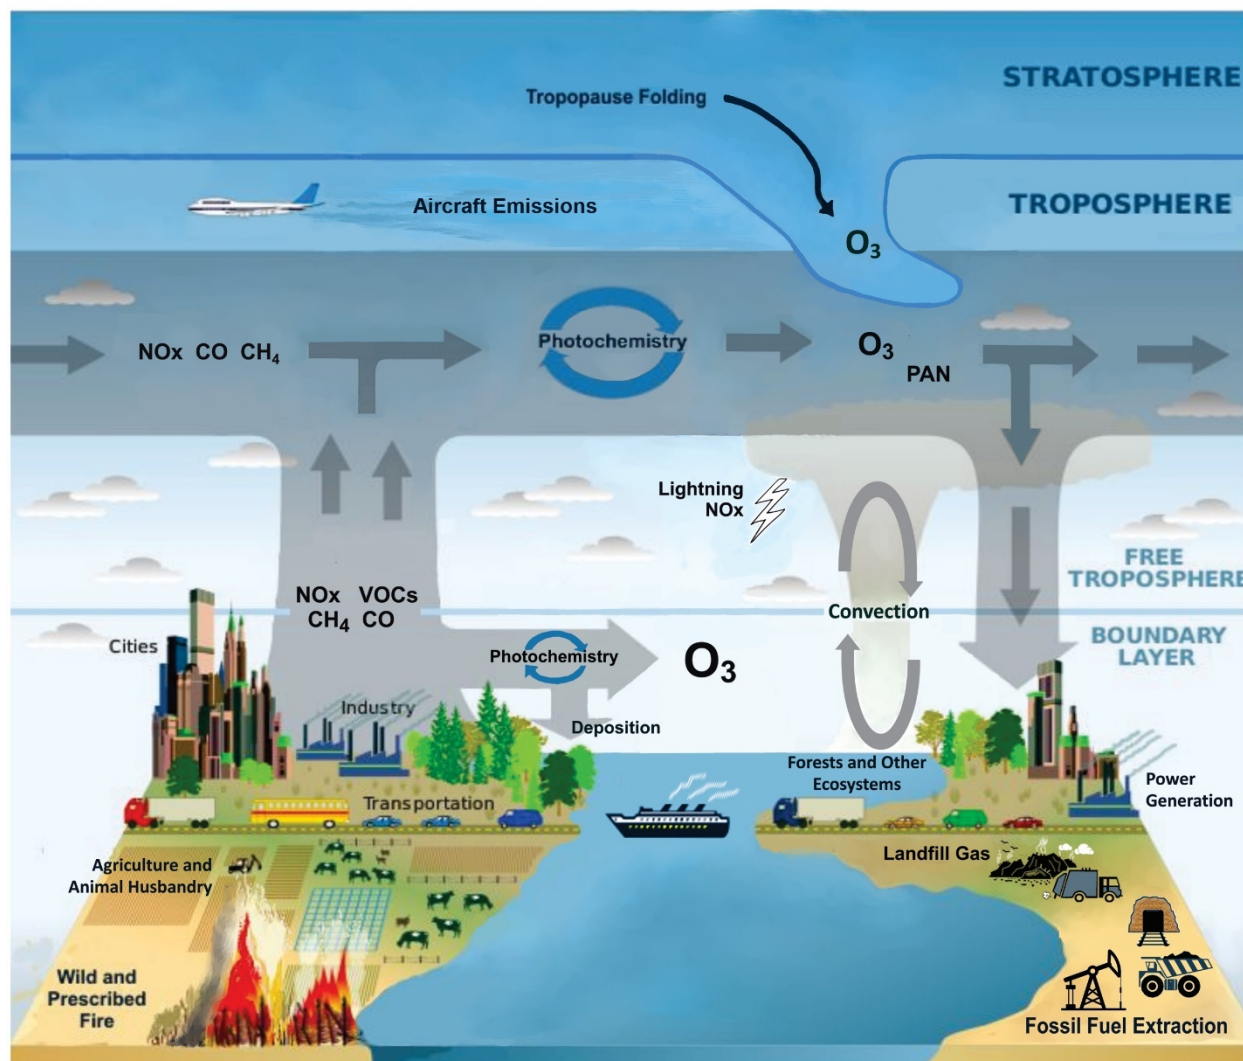 STRATOSPHERE
Tropopause Folding
Aircraft Emissions
TROPOSPHERE
O₃
NOx CO CH₄
Photochemistry
O₃
PAN
Lightning
NOx
FREE
TROPOSPHERE
NOx VOCs
CH₄ CO
Convection
BOUNDARY
LAYER
Cities
Photochemistry
O₃
Industry
Deposition
Forests and Other
Ecosystems
Power
Generation
Transportation
Agriculture and
Animal Husbandry
Landfill Gas
Wild and
Prescribed
Fire
Fossil Fuel Extraction